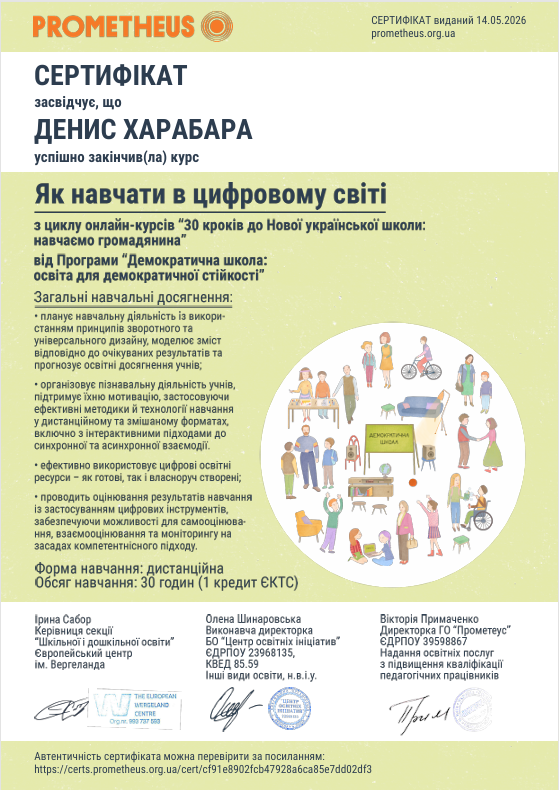 PROMETHEUS
СЕРТИФІКАТ виданий 14.05.2026
prometheus.org.ua
СЕРТИФІКАТ
засвідчує, що
ДЕНИС ХАРАБАРА
успішно закінчив(ла) курс
Як навчати в цифровому світі
з циклу онлайн-курсів “30 кроків до Нової української школи:
навчаємо громадянина”
від Програми “Демократична школа:
освіта для демократичної стійкості”
Загальні навчальні досягнення:
• планує навчальну діяльність із викори-
станням принципів зворотного та
універсального дизайну, моделює зміст
відповідно до очікуваних результатів та
прогнозує освітні досягнення учнів;
• організовує пізнавальну діяльність учнів,
підтримує їхню мотивацію, застосовуючи
ефективні методики й технології навчання
у дистанційному та змішаному форматах,
включно з інтерактивними підходами до
синхронної та асинхронної взаємодії.
• ефективно використовує цифрові освітні
ресурси – як готові, так і власноруч створені;
• проводить оцінювання результатів навчання
із застосуванням цифрових інструментів,
забезпечуючи можливості для самооцінюва-
ння, взаємооцінювання та моніторингу на
засадах компетентнісного підходу.
ДЕМОКРАТИЧНА
ШКОЛА
Форма навчання: дистанційна
Обсяг навчання: 30 годин (1 кредит ЄКТС)
Ірина Сабор
Керівниця секції
“Шкільної і дошкільної освіти”
Європейський центр
ім. Вергеланда
THE EUROPEAN
WERGELAND
CENTRE
Олена Шинаровська
Виконавча директорка
БО “Центр освітніх ініціатив”
ЄДРПОУ 23968135,
КВЕД 85.59
Інші види освіти, н.в.і.у.
ЦЕНТР
ОСВІТНІХ
ІНІЦІАТИВ
Вікторія Примаченко
Директорка ГО “Прометеус”
ЄДРПОУ 39598867
Надання освітніх послуг
з підвищення кваліфікації
педагогічних працівників
Автентичність сертифіката можна перевірити за посиланням:
https://certs.prometheus.org.ua/cert/cf91e8902fcb47928a6ca85e7dd02df3